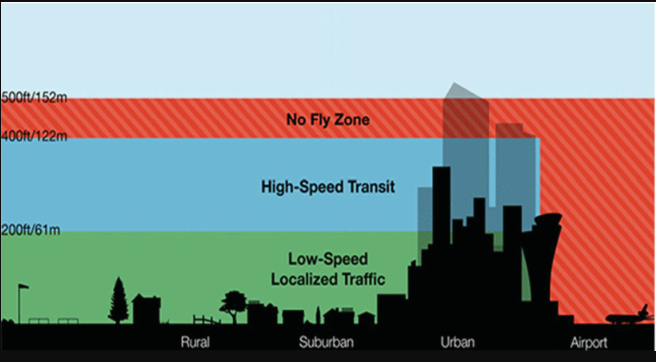 500ft/152m
No Fly Zone
400ft/122m
High-Speed Transit
200ft/61m
Low-Speed
Localized Traffic
Rural
Suburban
Urban
Airport